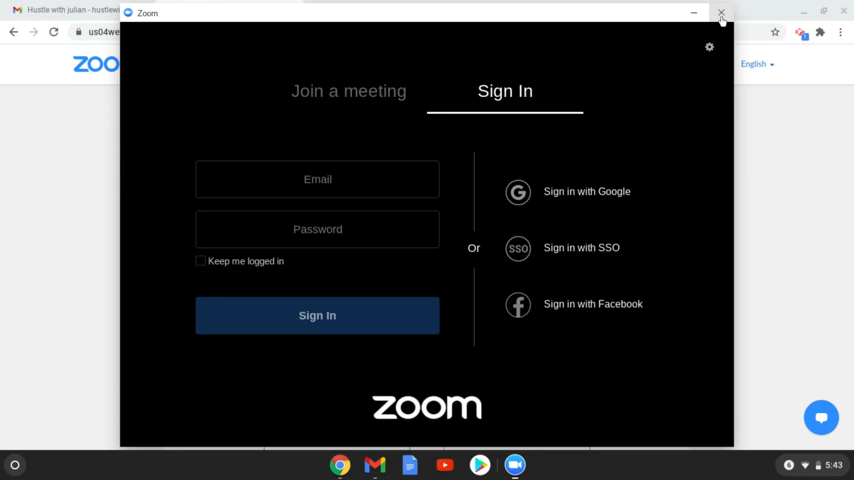 Hustle with julian - hustlewi
Zoom
us04we
ZOO
English
Join a meeting
Sign In
Email
Password
Keep me logged in
Sign In
Or
G
Sign in with Google
SSO
Sign in with SSO
f
Sign in with Facebook
zoom
6
5:43